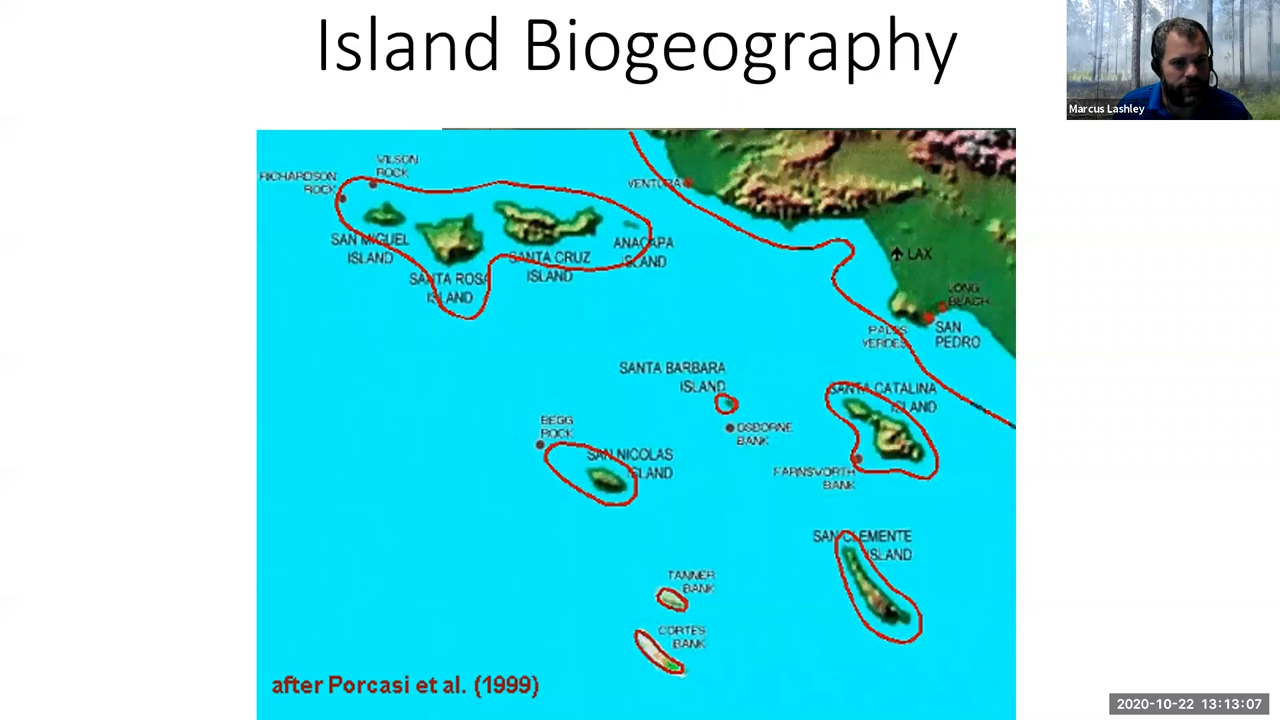 Island Biogeography
Marcus Lashley
WILSON
ROCK
RICHARDSON
ROCK
VENTURA
SAN MIGUEL
ISLAND
SANTA ROSA
ISLAND
SANTA CRUZ
ISLAND
ANACAPA
ISLAND
LAX
LONG
BEACH
SAN
PEDRO
PALOS
VERDES
SANTA BARBARA
ISLAND
OSBORNE
BANK
SANTA CATALINA
ISLAND
FARNSWORTH
BANK
BEGG
ROCK
SAN NICOLAS
ISLAND
SAN CLEMENTE
ISLAND
TANNER
BANK
CORTES
BANK
after Porcasi et al. (1999)
2020-10-22 13:13:07